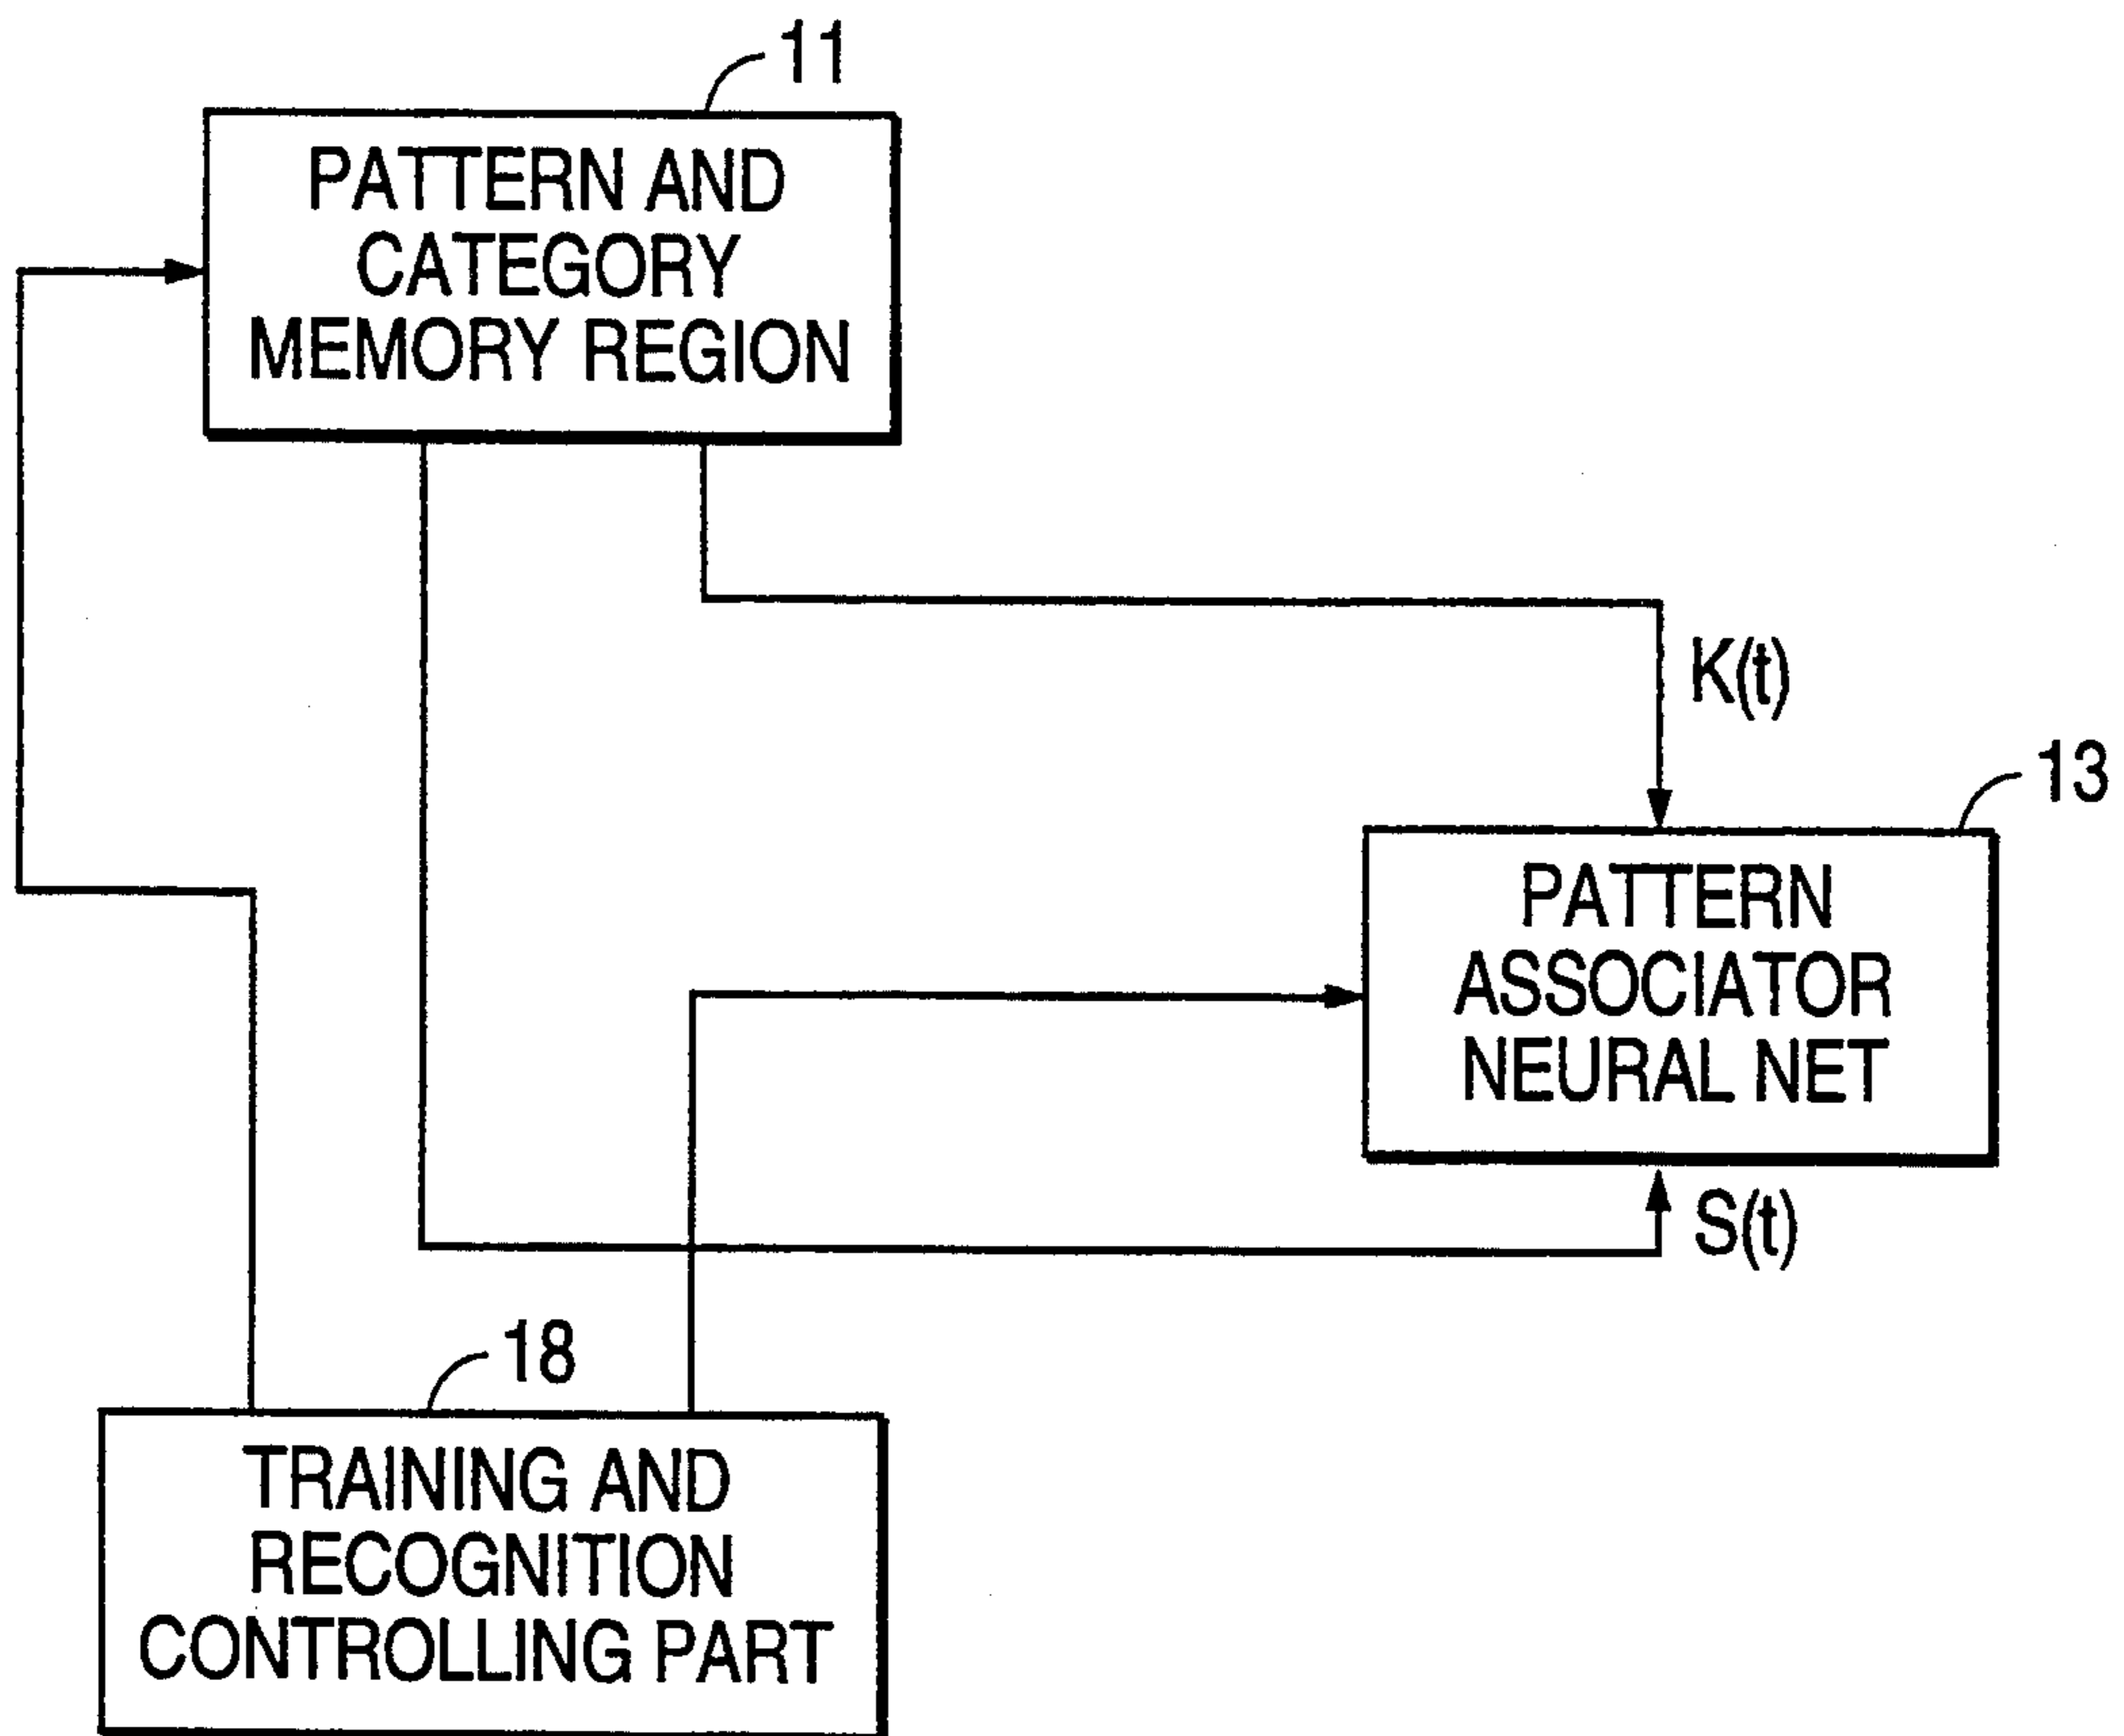 11
PATTERN AND
CATEGORY
MEMORY REGION
K(t)
13
PATTERN
ASSOCIATOR
NEURAL NET
S(t)
18
TRAINING AND
RECOGNITION
CONTROLLING PART